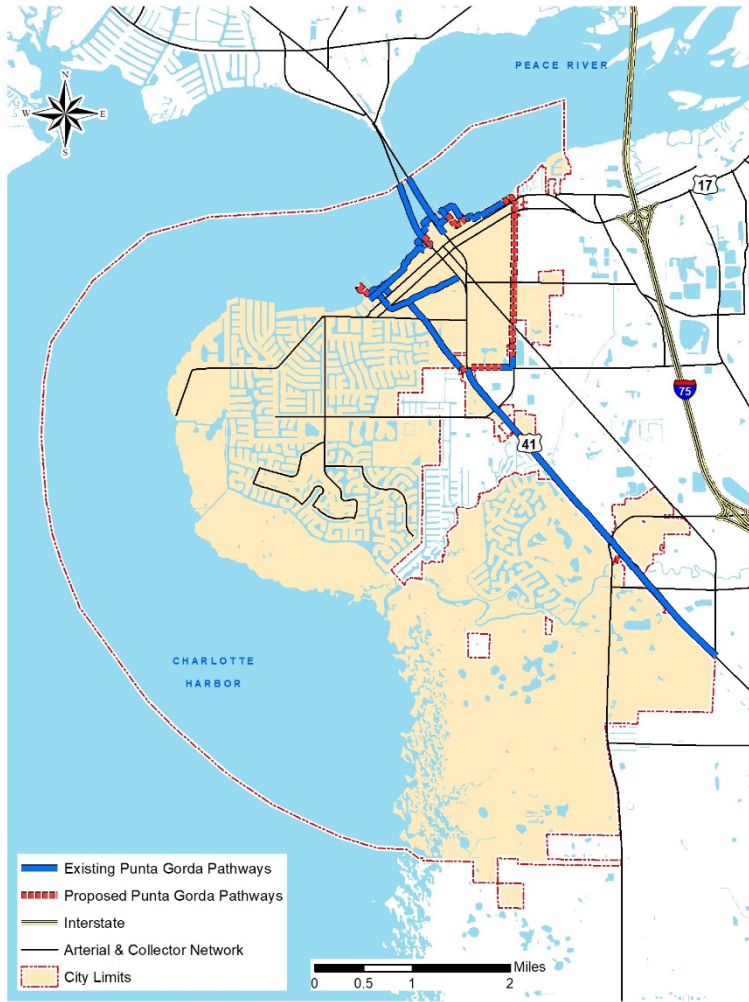 PEACE RIVER
N
W E
S
17
75
41
CHARLOTTE
HARBOR
Existing Punta Gorda Pathways
Proposed Punta Gorda Pathways
Interstate
Arterial & Collector Network
City Limits
Miles
0 0.5 1 2